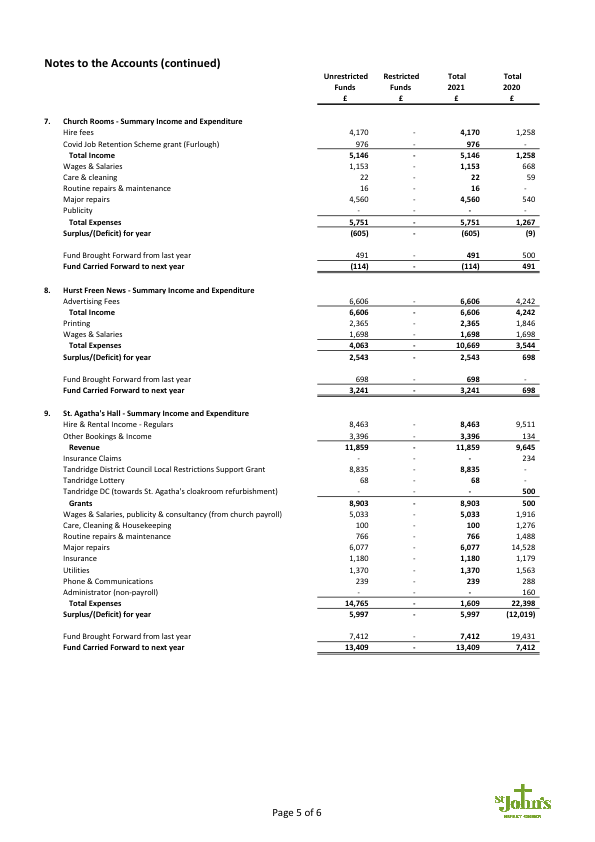 Notes to the Accounts (continued)
Unrestricted Restricted Total Total
Funds Funds 2021 2020
£ £ £ £
7. Church Rooms - Summary Income and Expenditure
Hire fees 4,170 - 4,170 1,258
Covid Job Retention Scheme grant (Furlough) 976 - 976 -
Total Income 5,146 - 5,146 1,258
Wages & Salaries 1,153 - 1,153 668
Care & cleaning 22 - 22 59
Routine repairs & maintenance 16 - 16 -
Major repairs 4,560 - 4,560 540
Publicity - - - -
Total Expenses 5,751 - 5,751 1,267
Surplus/(Deficit) for year (605) - (605) (9)
Fund Brought Forward from last year 491 - 491 500
Fund Carried Forward to next year (114) - (114) 491
8. Hurst Freen News - Summary Income and Expenditure
Advertising Fees 6,606 - 6,606 4,242
Total Income 6,606 - 6,606 4,242
Printing 2,365 - 2,365 1,846
Wages & Salaries 1,698 - 1,698 1,698
Total Expenses 4,063 - 10,669 3,544
Surplus/(Deficit) for year 2,543 - 2,543 698
Fund Brought Forward from last year 698 - 698 -
Fund Carried Forward to next year 3,241 - 3,241 698
9. St. Agatha's Hall - Summary Income and Expenditure
Hire & Rental Income - Regulars 8,463 - 8,463 9,511
Other Bookings & Income 3,396 - 3,396 134
Revenue 11,859 - 11,859 9,645
Insurance Claims - - - 234
Tandridge District Council Local Restrictions Support Grant 8,835 - 8,835 -
Tandridge Lottery 68 - 68 -
Tandridge DC (towards St. Agatha's cloakroom refurbishment) - - - 500
Grants 8,903 - 8,903 500
Wages & Salaries, publicity & consultancy (from church payroll) 5,033 - 5,033 1,916
Care, Cleaning & Housekeeping 100 - 100 1,276
Routine repairs & maintenance 766 - 766 1,488
Major repairs 6,077 - 6,077 14,528
Insurance 1,180 - 1,180 1,179
Utilities 1,370 - 1,370 1,563
Phone & Communications 239 - 239 288
Administrator (non-payroll) - - - 160
Total Expenses 14,765 - 1,609 22,398
Surplus/(Deficit) for year 5,997 - 5,997 (12,019)
Fund Brought Forward from last year 7,412 - 7,412 19,431
Fund Carried Forward to next year 13,409 - 13,409 7,412
Page 5 of 6
St John's